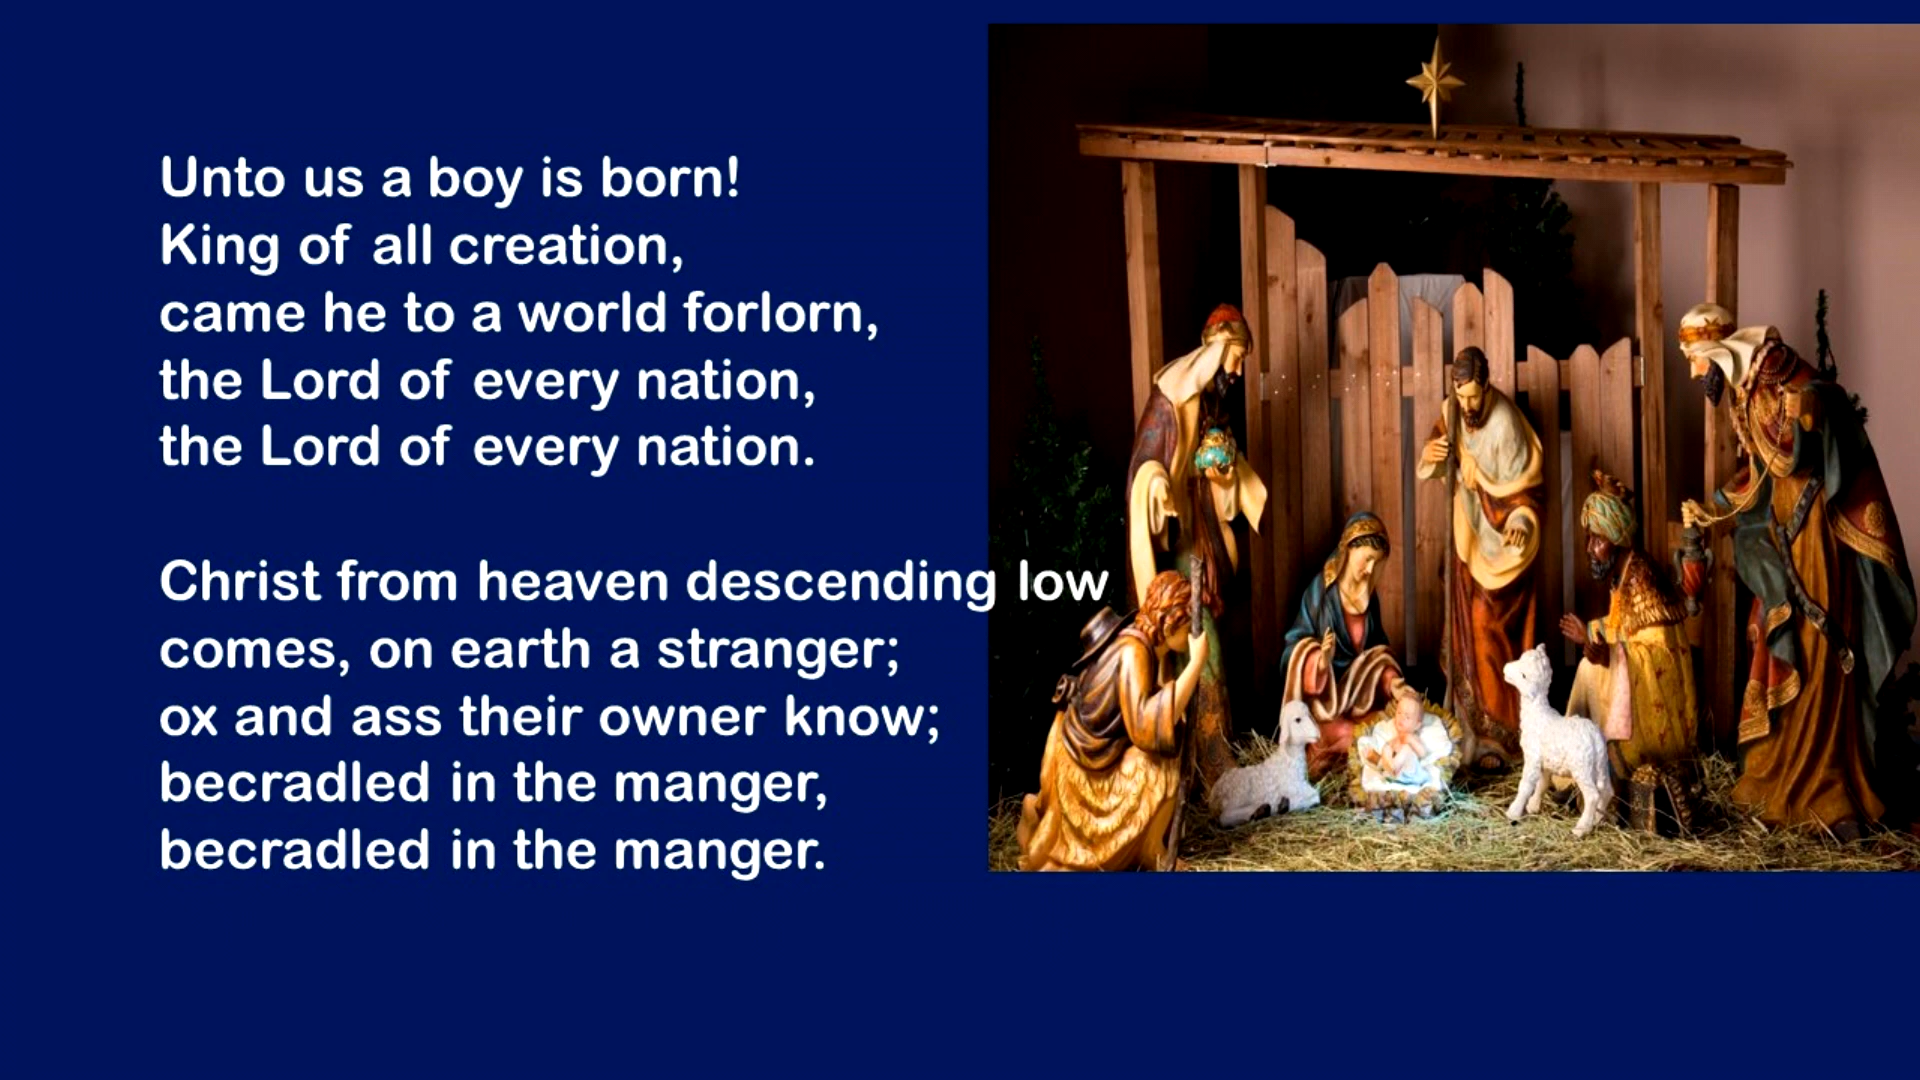 Unto us a boy is born!
King of all creation,
came he to a world forlorn,
the Lord of every nation,
the Lord of every nation.
Christ from heaven descending low
comes, on earth a stranger;
ox and ass their owner know;
becradled in the manger,
becradled in the manger.